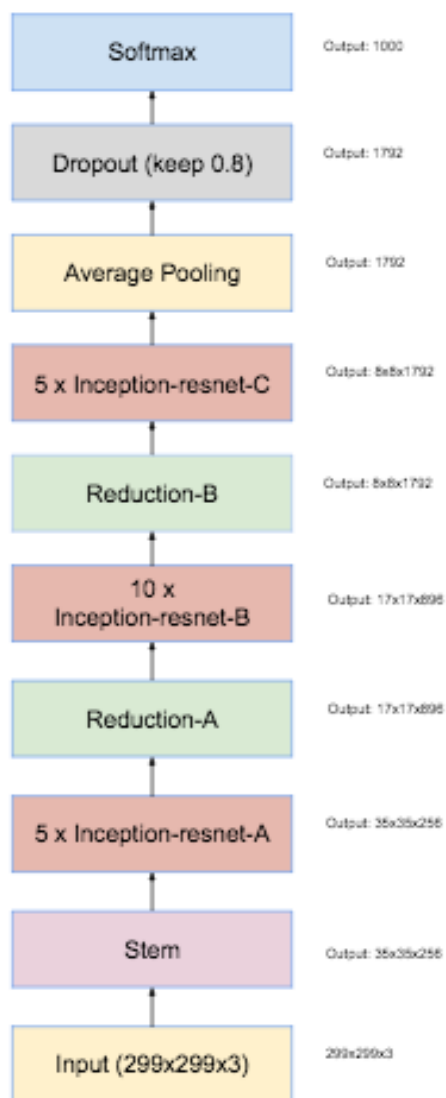 Softmax
Output: 1000
Dropout (keep 0.8)
Output: 1792
Average Pooling
Output: 1792
5 x Inception-resnet-C
Output: 8x8x1792
Reduction-B
Output: 8x8x1792
10 x
Inception-resnet-B
Output: 17x17x896
Reduction-A
Output: 17x17x896
5 x Inception-resnet-A
Output: 35x35x256
Stem
Output: 35x35x256
Input (299x299x3)
299x299x3